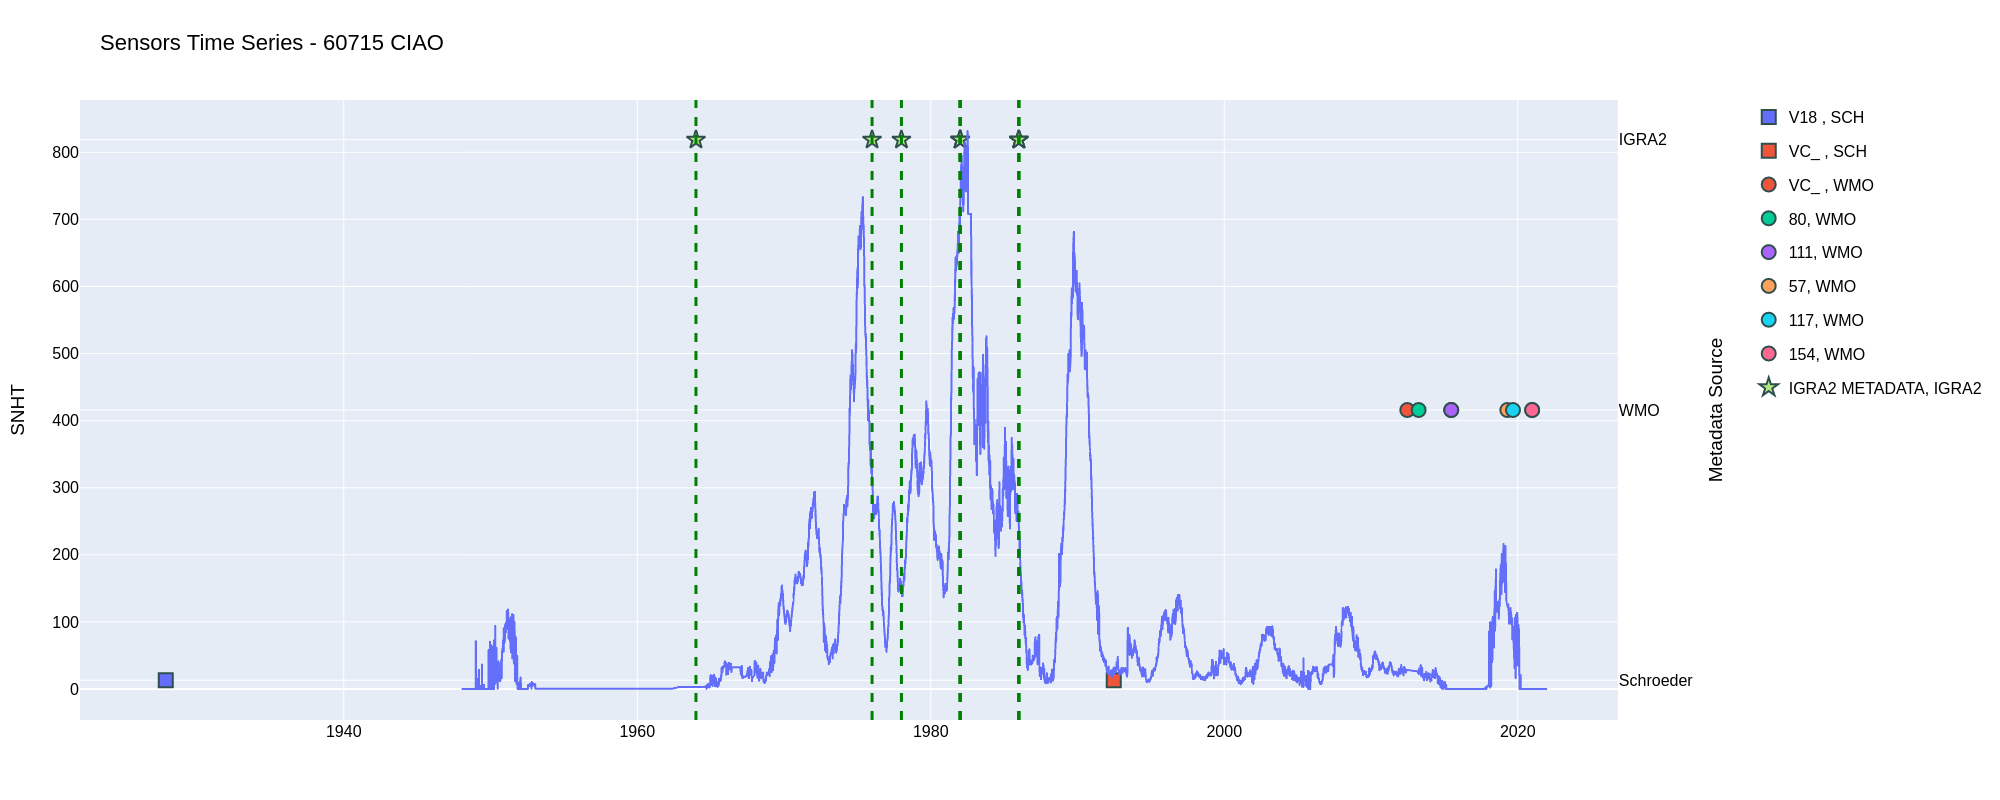 Sensors Time Series - 60715 CIAO
SNHT
800
700
600
500
400
300
200
100
0
1940
1960
1980
2000
2020
IGRA2
WMO
Schroeder
Metadata Source
V18 , SCH
VC_ , SCH
VC_ , WMO
80, WMO
111, WMO
57, WMO
117, WMO
154, WMO
IGRA2 METADATA, IGRA2